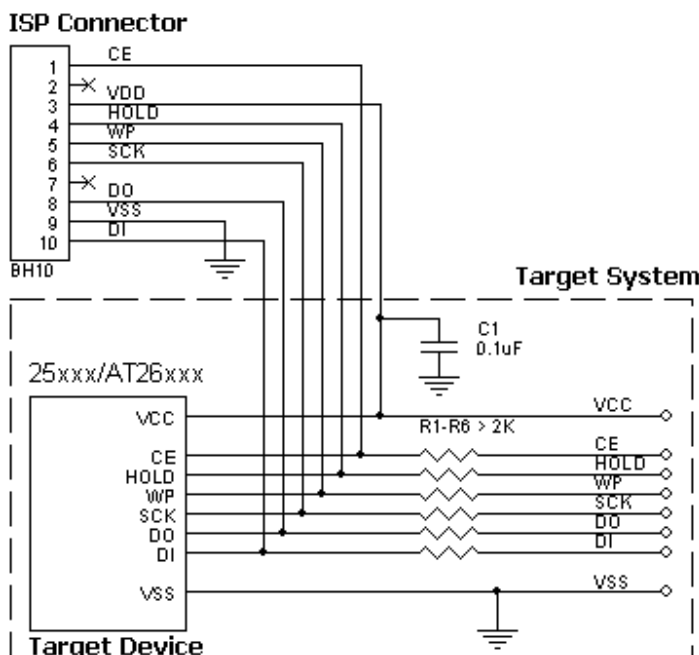 ISP Connector
CE
1
2
VDD
3
HOLD
4
WP
5
SCK
6
7
DO
8
VSS
9
DI
10
BH10
Target System
C1
0.1uF
25xxx/AT26xxx
VCC
VCC
R1-R6 > 2K
CE
CE
HOLD
HOLD
WP
WP
SCK
SCK
DO
DO
DI
DI
VSS
VSS
Target Device